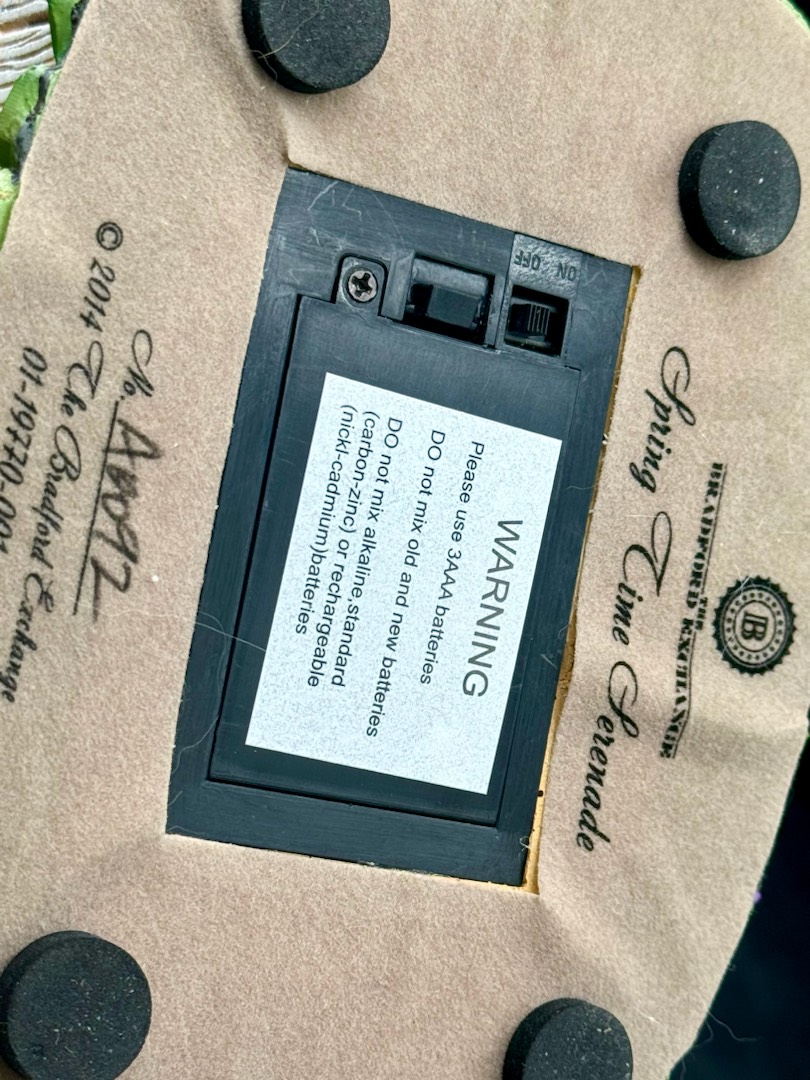 THE
BRADFORD EXCHANGE
B
Spring Time Serenade
OFF ON
WARNING
Please use 3AAA batteries
DO not mix old and new batteries
DO not mix alkaline,standard
(carbon-zinc) or rechargeable
(nickl-cadmium)batteries
No. A0092
© 2014 The Bradford Exchange
01-19770-001